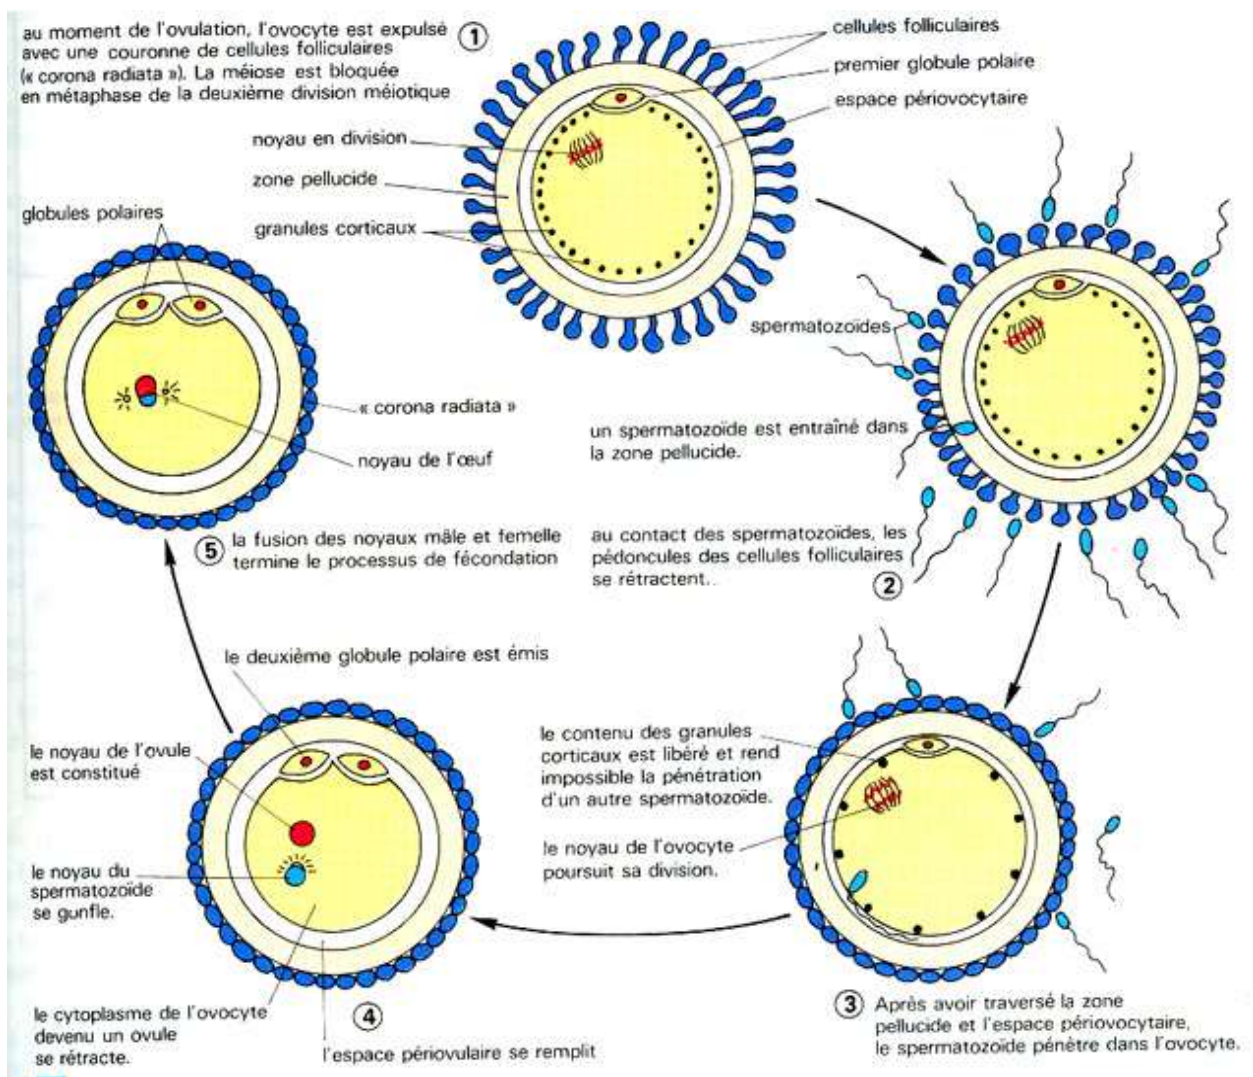 au moment de l'ovulation, l'ovocyte est expulsé
avec une couronne de cellules folliculaires
(« corona radiata »). La méiose est bloquée
en métaphase de la deuxième division méiotique
1
cellules folliculaires
premier globule polaire
espace périovocytaire
noyau en division
zone pellucide
granules corticaux
globules polaires
spermatozoïdes
« corona radiata »
noyau de l'œuf
un spermatozoïde est entraîné dans
la zone pellucide.
5
la fusion des noyaux mâle et femelle
termine le processus de fécondation
au contact des spermatozoïdes, les
pédoncules des cellules folliculaires
se rétractent..
2
le deuxième globule polaire est émis
le noyau de l'ovule
est constitué
le contenu des granules
corticaux est libéré et rend
impossible la pénétration
d'un autre spermatozoïde.
le noyau de l'ovocyte
poursuit sa division.
le noyau du
spermatozoïde
se gunfle.
le cytoplasme de l'ovocyte
devenu un ovule
se rétracte.
4
l'espace périovulaire se remplit
3
Après avoir traversé la zone
pellucide et l'espace périovocytaire,
le spermatozoïde pénètre dans l'ovocyte.